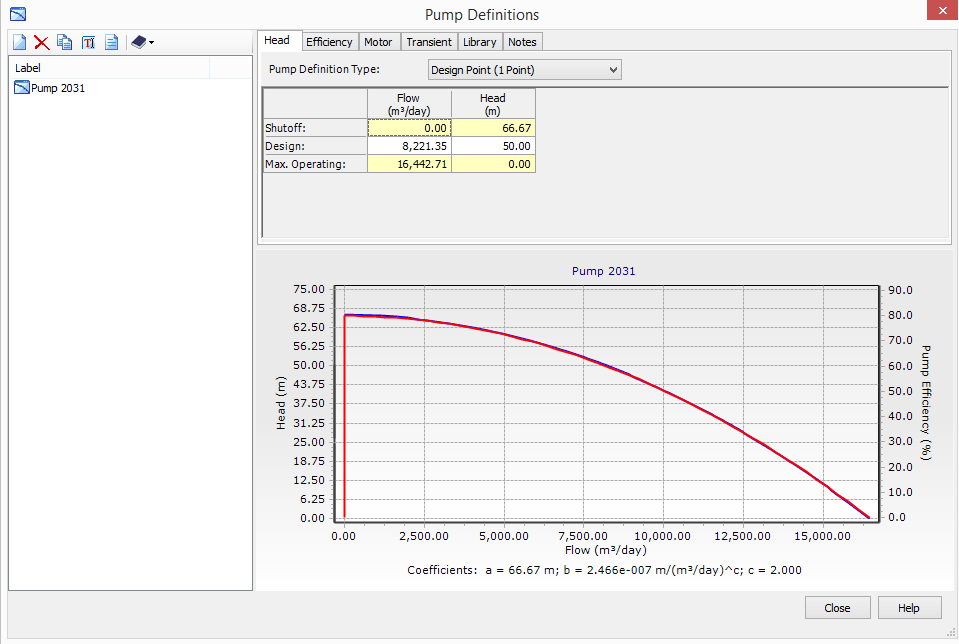 Pump Definitions
Head Efficiency Motor Transient Library Notes
Label
Pump 2031
Pump Definition Type: Design Point (1 Point)
Flow (m³/day) Head (m)
Shutoff: 0.00 66.67
Design: 8,221.35 50.00
Max. Operating: 16,442.71 0.00
Pump 2031
75.00 90.0
68.75 80.0
62.50 70.0
56.25 60.0
50.00 50.0
43.75 40.0
37.50 30.0
31.25 20.0
25.00 10.0
18.75 0.0
12.50
6.25
0.00
Head (m)
Pump Efficiency (%)
0.00 2,500.00 5,000.00 7,500.00 10,000.00 12,500.00 15,000.00
Flow (m³/day)
Coefficients: a = 66.67 m; b = 2.466e-007 m/(m³/day)^c; c = 2.000
Close Help